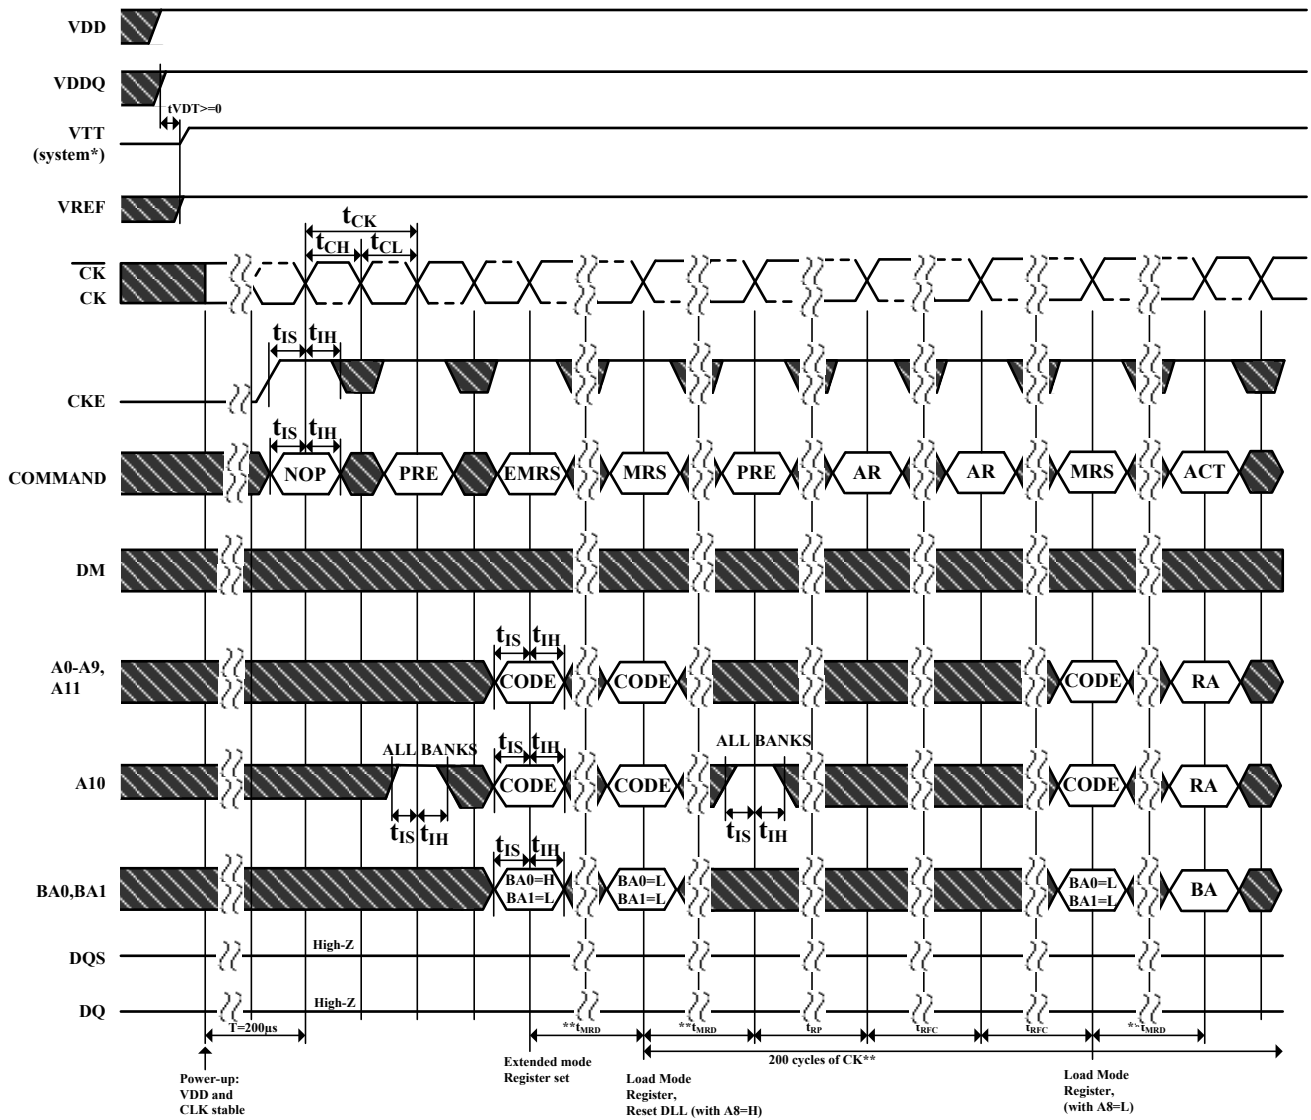 VDD
VDDQ
tVDT>=0
VTT
(system*)
VREF
tCK
tCH tCL
CK
CK
tIS tIH
CKE
tIS tIH
COMMAND NOP PRE EMRS MRS PRE AR AR MRS ACT
DM
A0-A9,
A11
tIS tIH
CODE CODE CODE RA
ALL BANKS tIS tIH ALL BANKS
A10 CODE CODE CODE RA
tIS tIH tIS tIH
tIS tIH
BA0,BA1
BA0=H BA0=L BA0=L
BA1=L BA1=L BA1=L
BA
High-Z
DQS
High-Z
DQ
T=200µs **tMRD **tMRD tRP tRFC tRFC **tMRD
200 cycles of CK**
Power-up:
VDD and
CLK stable
Extended mode
Register set
Load Mode
Register,
Reset DLL (with A8=H)
Load Mode
Register,
(with A8=L)